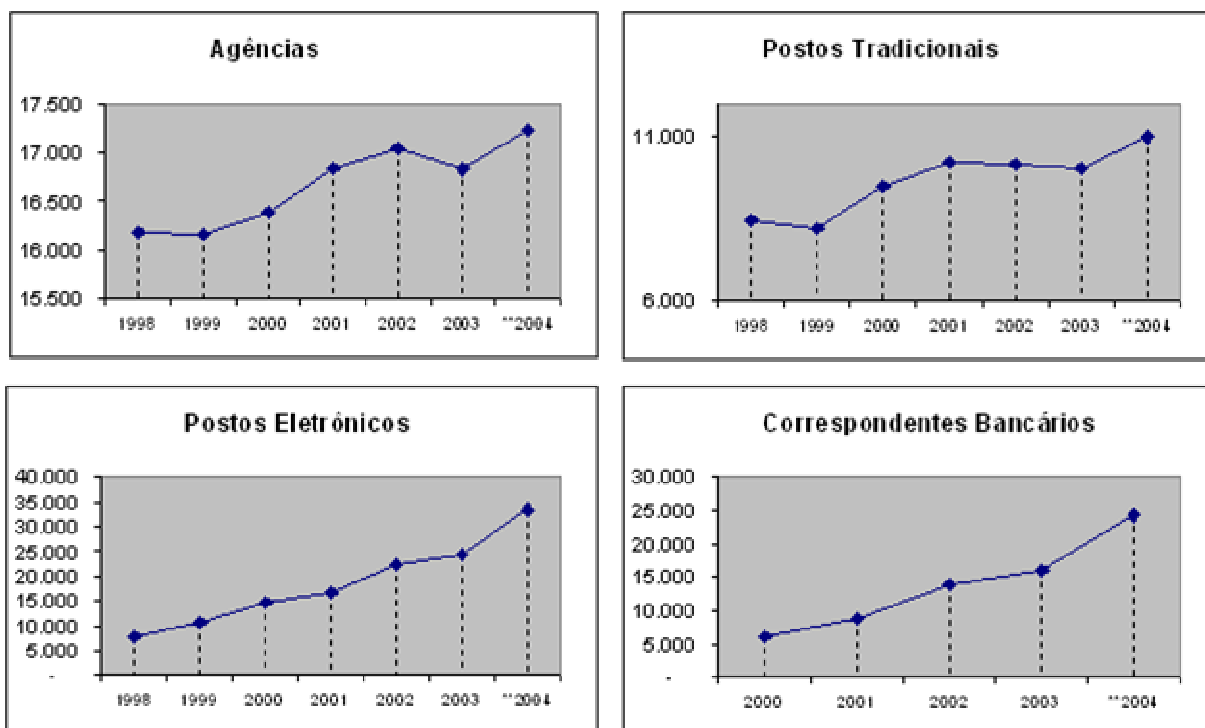 Agências
17.500
17.000
16.500
16.000
15.500
1998 1999 2000 2001 2002 2003 **2004
Postos Tradicionais
11.000
6.000
1998 1999 2000 2001 2002 2003 **2004
Postos Eletrónicos
40.000
35.000
30.000
25.000
20.000
15.000
10.000
5.000
-
1998 1999 2000 2001 2002 2003 **2004
Correspondentes Bancários
30.000
25.000
20.000
15.000
10.000
5.000
-
2000 2001 2002 2003 **2004